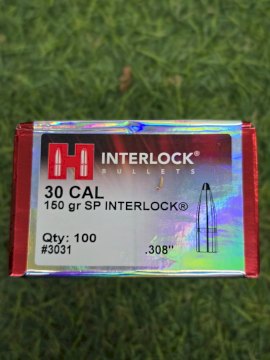 H INTERLOCK®
BULLETS
30 CAL
150 gr SP INTERLOCK®
Qty: 100
#3031 .308"